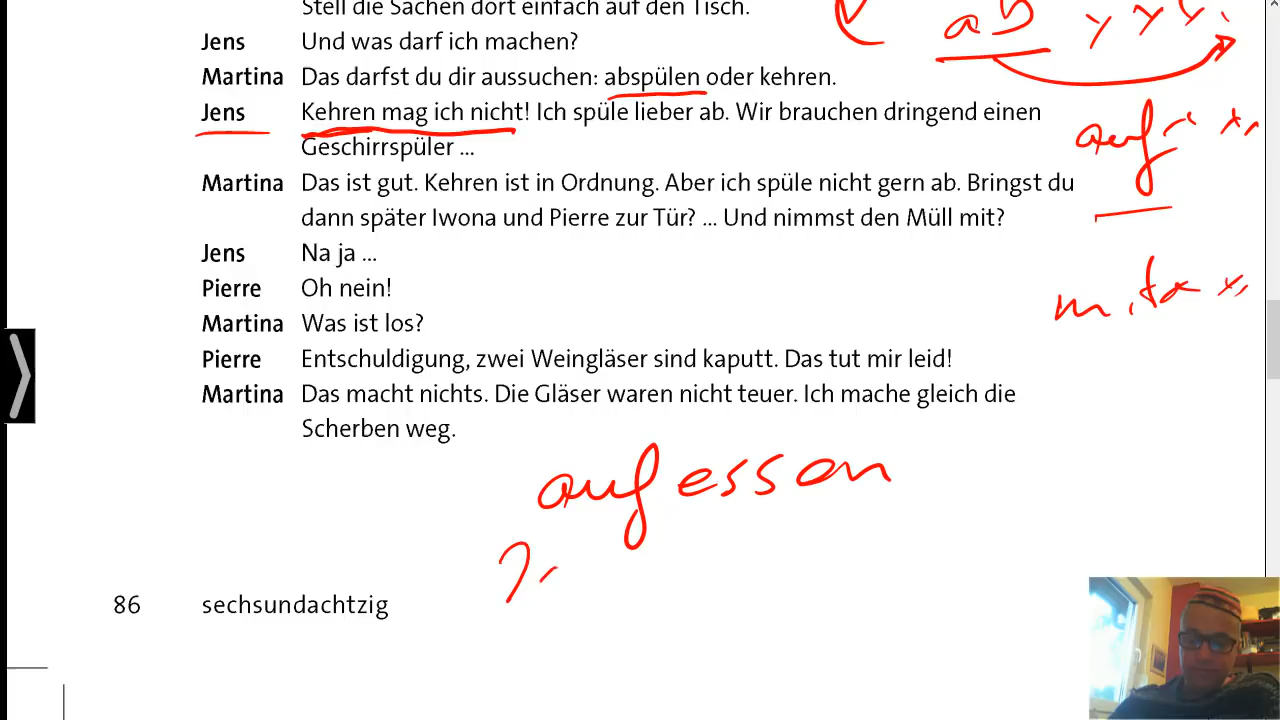 Stell die Sachen dort einfach auf den Tisch.
Jens Und was darf ich machen?
Martina Das darfst du dir aussuchen: abspülen oder kehren.
Jens Kehren mag ich nicht! Ich spüle lieber ab. Wir brauchen dringend einen
Geschirrspüler ...
Martina Das ist gut. Kehren ist in Ordnung. Aber ich spüle nicht gern ab. Bringst du
dann später Iwona und Pierre zur Tür? ... Und nimmst den Müll mit?
Jens Na ja ...
Pierre Oh nein!
Martina Was ist los?
Pierre Entschuldigung, zwei Weingläser sind kaputt. Das tut mir leid!
Martina Das macht nichts. Die Gläser waren nicht teuer. Ich mache gleich die
Scherben weg.
ab
auf
aufessen
86 sechsundachtzig